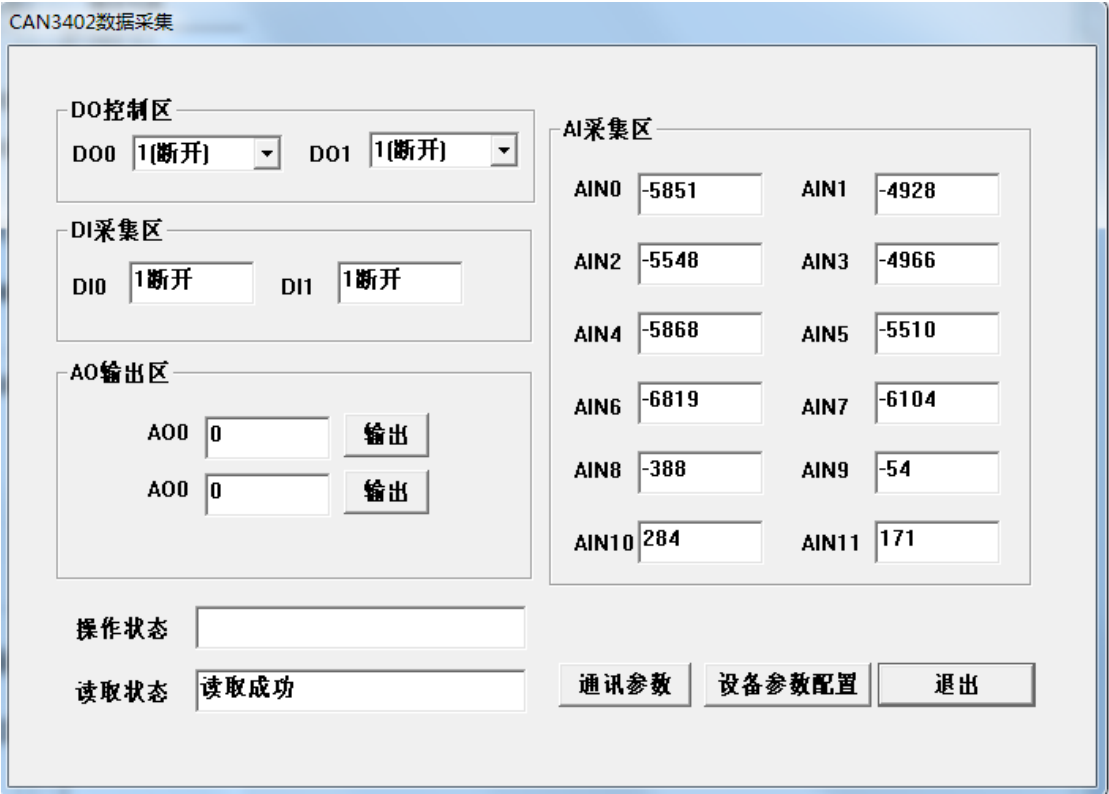 CAN3402数据采集
DO控制区
DO0 1(断开) DO1 1(断开)
DI采集区
DI0 1断开 DI1 1断开
AO输出区
AO0 0 输出
AO0 0 输出
AI采集区
AIN0 -5851 AIN1 -4928
AIN2 -5548 AIN3 -4966
AIN4 -5868 AIN5 -5510
AIN6 -6819 AIN7 -6104
AIN8 -388 AIN9 -54
AIN10 284 AIN11 171
操作状态
读取状态 读取成功
通讯参数 设备参数配置 退出